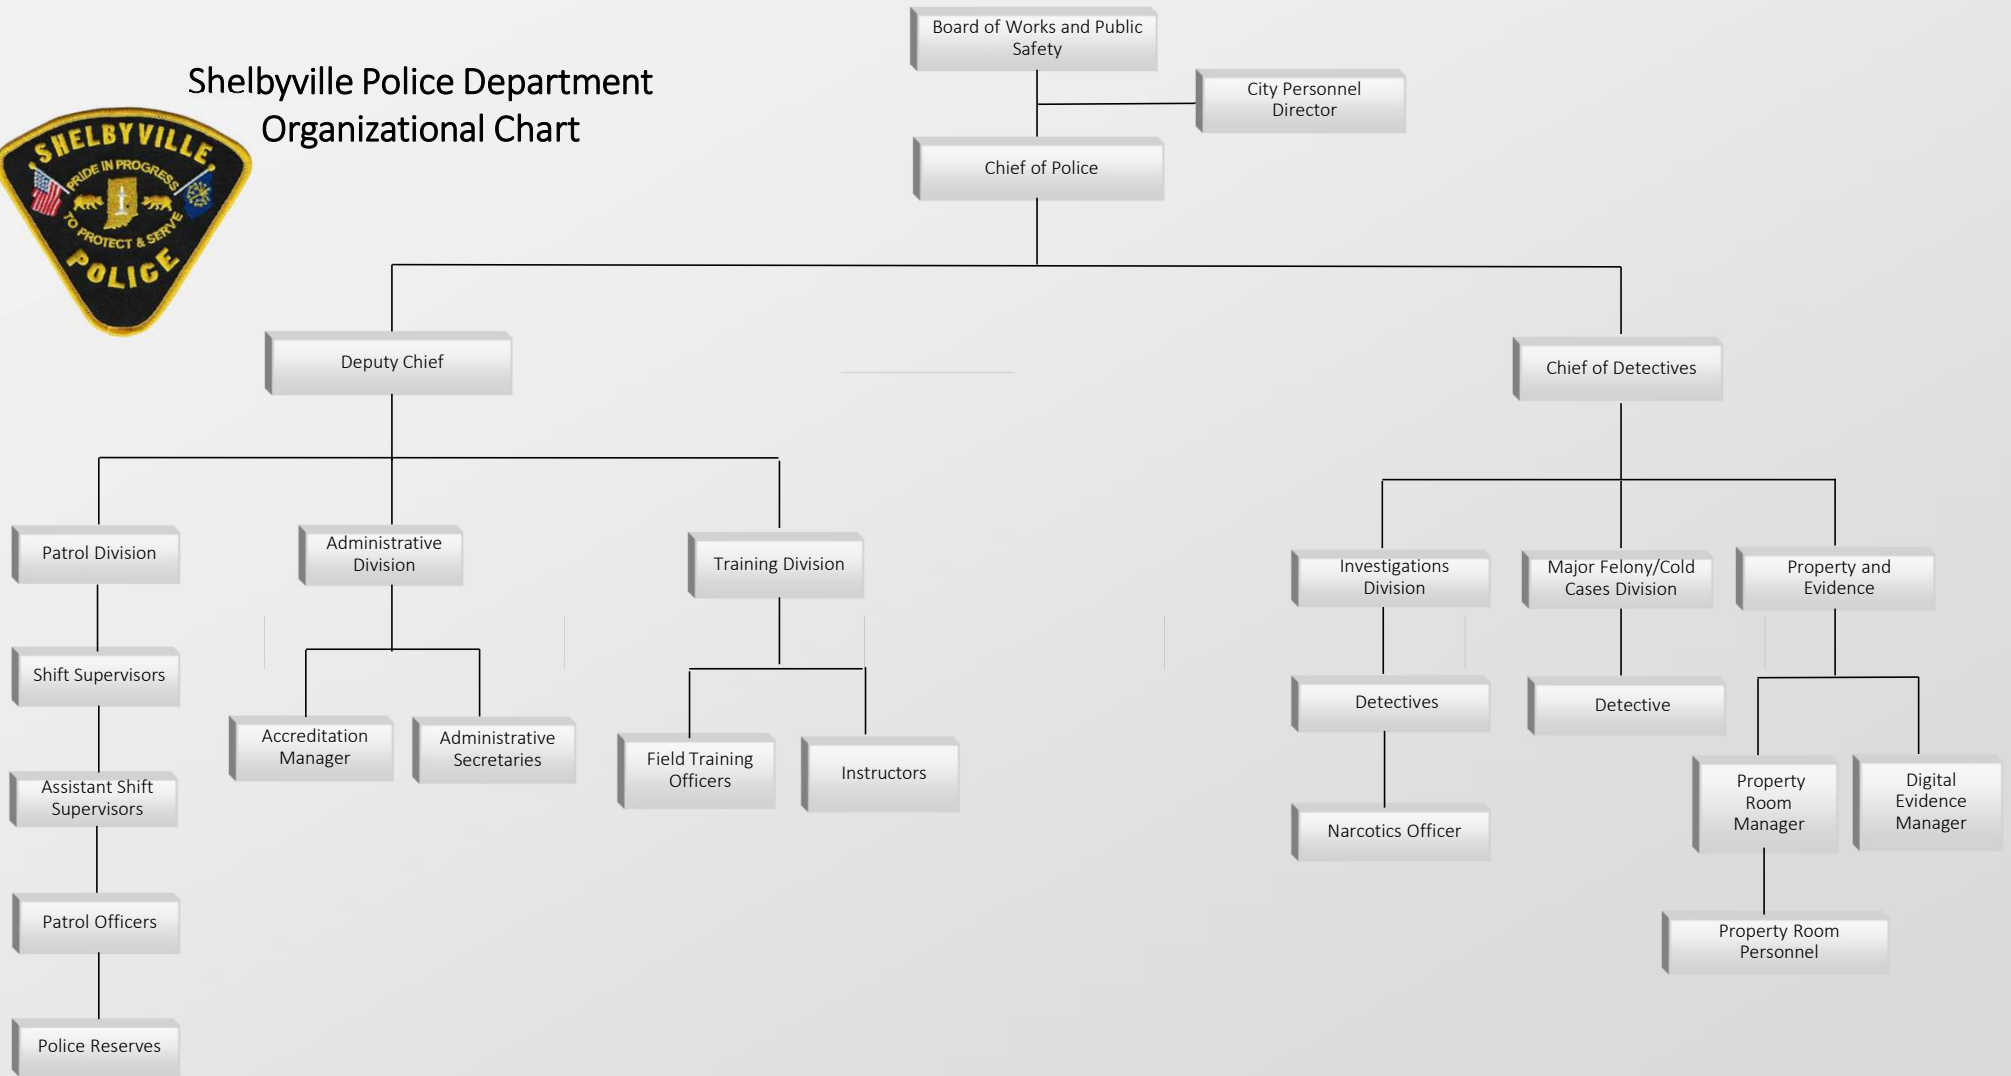 Shelbyville Police Department
Organizational Chart
SHELBYVILLE
PRIDE IN PROGRESS
TO PROTECT & SERVE
POLICE
Board of Works and Public
Safety
City Personnel
Director
Chief of Police
Deputy Chief
Chief of Detectives
Patrol Division
Administrative
Division
Training Division
Investigations
Division
Major Felony/Cold
Cases Division
Property and
Evidence
Shift Supervisors
Accreditation
Manager
Administrative
Secretaries
Field Training
Officers
Instructors
Detectives
Detective
Assistant Shift
Supervisors
Narcotics Officer
Property
Room
Manager
Digital
Evidence
Manager
Patrol Officers
Property Room
Personnel
Police Reserves